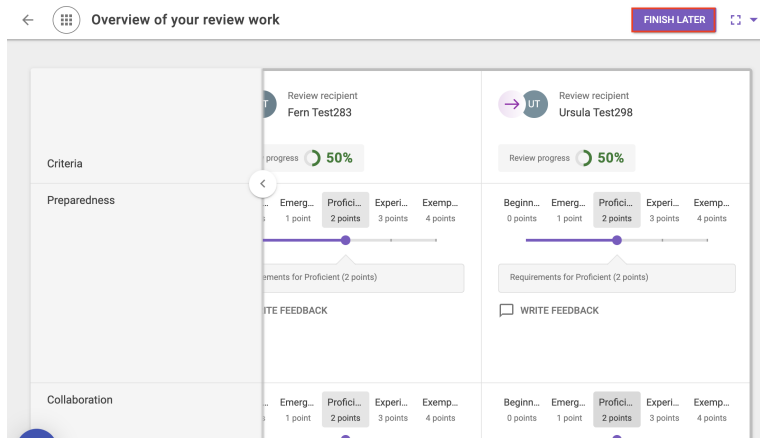 Overview of your review work
FINISH LATER
Review recipient
Fern Test283
UT
Review recipient
Ursula Test298
Criteria
progress 50%
Review progress 50%
Preparedness
Emerg... Profici... Experi... Exemp...
1 point 2 points 3 points 4 points
Beginn... Emerg... Profici... Experi... Exemp...
0 points 1 point 2 points 3 points 4 points
ements for Proficient (2 points)
Requirements for Proficient (2 points)
ITE FEEDBACK
WRITE FEEDBACK
Collaboration
Emerg... Profici... Experi... Exemp...
1 point 2 points 3 points 4 points
Beginn... Emerg... Profici... Experi... Exemp...
0 points 1 point 2 points 3 points 4 points